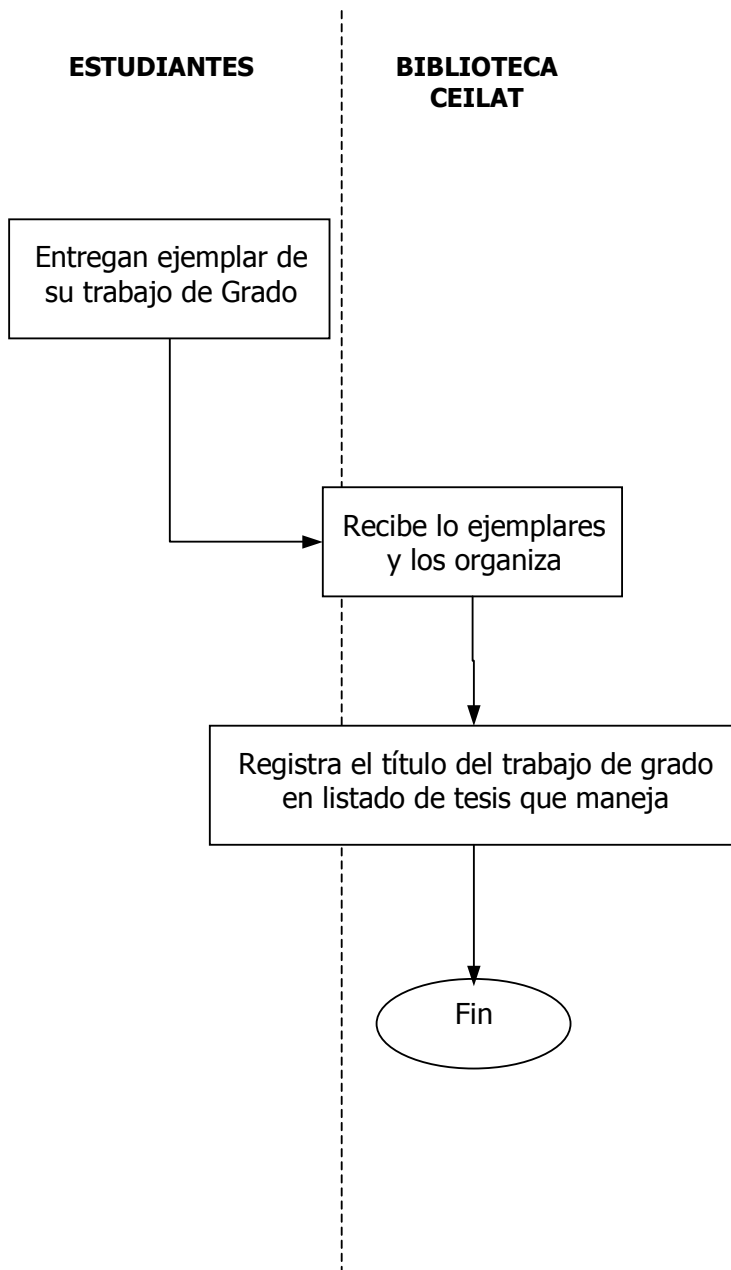 ESTUDIANTES
BIBLIOTECA
CEILAT
Entregan ejemplar de
su trabajo de Grado
Recibe lo ejemplares
y los organiza
Registra el título del trabajo de grado
en listado de tesis que maneja
Fin